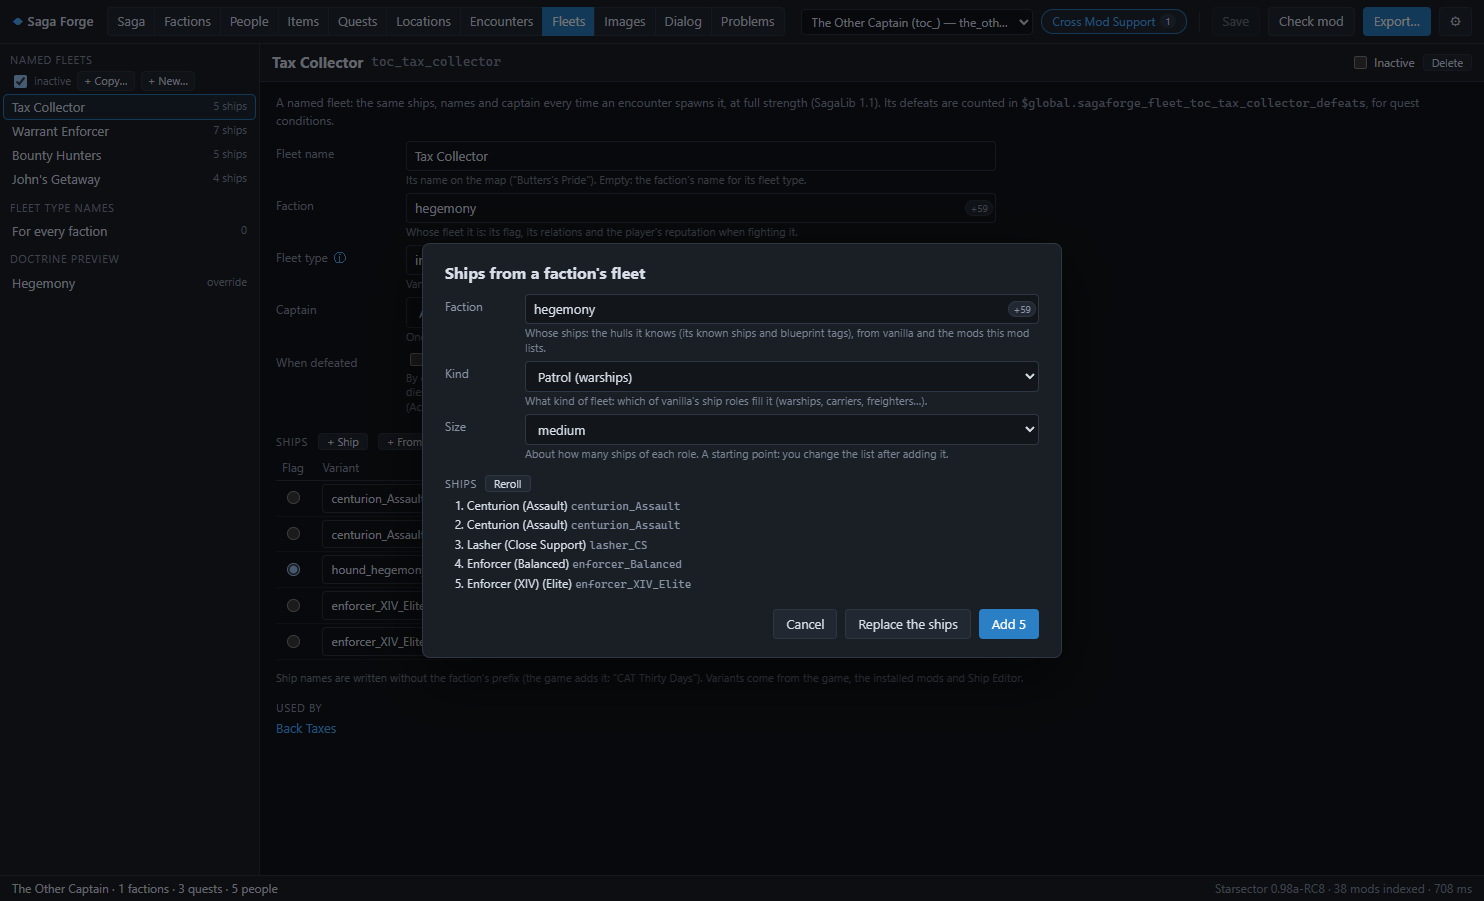 Saga Forge
Saga Factions People Items Quests Locations Encounters Fleets Images Dialog Problems
The Other Captain (toc_) — the_oth...
Cross Mod Support 1
Save Check mod Export...
NAMED FLEETS
Inactive + Copy... + New...
Tax Collector 5 ships
Warrant Enforcer 7 ships
Bounty Hunters 5 ships
John's Getaway 4 ships
FLEET TYPE NAMES
For every faction 0
DOCTRINE PREVIEW
Hegemony override
Tax Collector toc_tax_collector
Inactive Delete
A named fleet: the same ships, names and captain every time an encounter spawns it, at full strength (SagaLib 1.1). Its defeats are counted in $global.sagaforge_fleet_toc_tax_collector_defeats, for quest
conditions.
Fleet name Tax Collector
Its name on the map ("Butters's Pride"). Empty: the faction's name for its fleet type.
Faction hegemony +59
Whose fleet it is: its flag, its relations and the player's reputation when fighting it.
Fleet type
Captain
When defeated
By
(Ac
SHIPS + Ship + From
Flag Variant
centurion_Assaul
centurion_Assaul
hound_hegemon
enforcer_XIV_Elite
enforcer_XIV_Elite
Ship names are written without the faction's prefix (the game adds it: "CAT Thirty Days"). Variants come from the game, the installed mods and Ship Editor.
USED BY
Back Taxes
Ships from a faction's fleet
Faction hegemony +59
Whose ships: the hulls it knows (its known ships and blueprint tags), from vanilla and the mods this mod
lists.
Kind Patrol (warships)
What kind of fleet: which of vanilla's ship roles fill it (warships, carriers, freighters...).
Size medium
About how many ships of each role. A starting point: you change the list after adding it.
SHIPS Reroll
1. Centurion (Assault) centurion_Assault
2. Centurion (Assault) centurion_Assault
3. Lasher (Close Support) lasher_CS
4. Enforcer (Balanced) enforcer_Balanced
5. Enforcer (XIV) (Elite) enforcer_XIV_Elite
Cancel Replace the ships Add 5
The Other Captain · 1 factions · 3 quests · 5 people
Starsector 0.98a-RC8 · 38 mods indexed · 708 ms